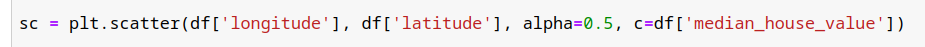 sc = plt.scatter(df['longitude'], df['latitude'], alpha=0.5, c=df['median_house_value'])